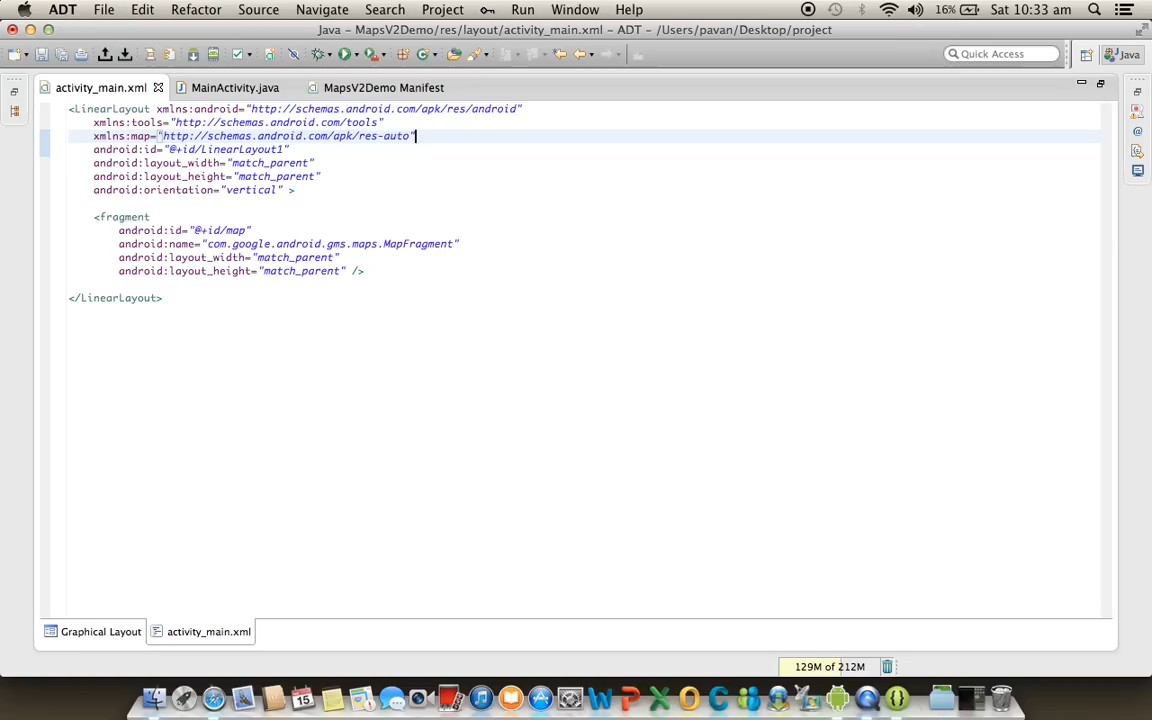 ADT File Edit Refactor Source Navigate Search Project Run Window Help 16% Sat 10:33 am
Java - MapsV2Demo/res/layout/activity_main.xml - ADT - /Users/pavan/Desktop/project
Quick Access Java
activity_main.xml MainActivity.java MapsV2Demo Manifest
<LinearLayout xmlns:android="http://schemas.android.com/apk/res/android"
xmlns:tools="http://schemas.android.com/tools"
xmlns:map="http://schemas.android.com/apk/res-auto"
android:id="@+id/LinearLayout1"
android:layout_width="match_parent"
android:layout_height="match_parent"
android:orientation="vertical" >
<fragment
android:id="@+id/map"
android:name="com.google.android.gms.maps.MapFragment"
android:layout_width="match_parent"
android:layout_height="match_parent" />
</LinearLayout>
Graphical Layout activity_main.xml
129M of 212M